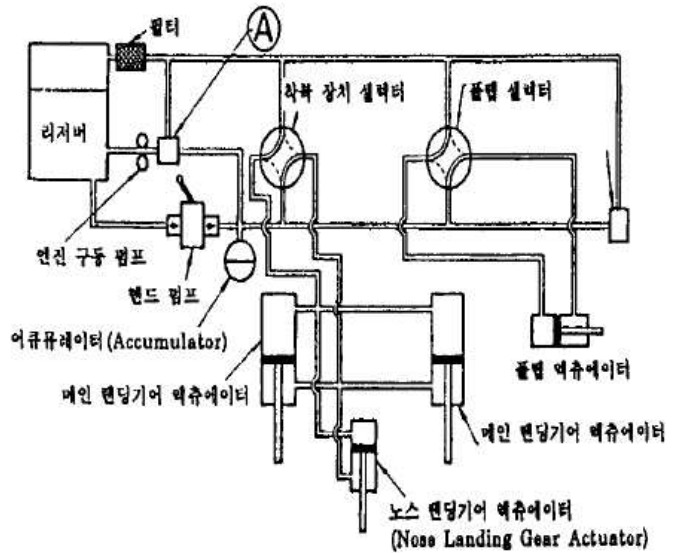 필터
A
착륙 장치 실렉터
플랩 실렉터
리저버
엔진 구동 펌프
핸드 펌프
어큐뮤레이터(Accumulator)
메인 랜딩기어 액츄에이터
플랩 액츄에이터
메인 랜딩기어 액츄에이터
노스 랜딩기어 액츄에이터
(Nose Landing Gear Actuator)